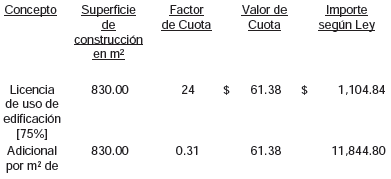 Concepto Superficie de construcción en m² Factor de Cuota Valor de Cuota Importe según Ley
Licencia de uso de edificación [75%] 830.00 24 $ 61.38 $ 1,104.84
Adicional por m² de 830.00 0.31 61.38 11,844.80